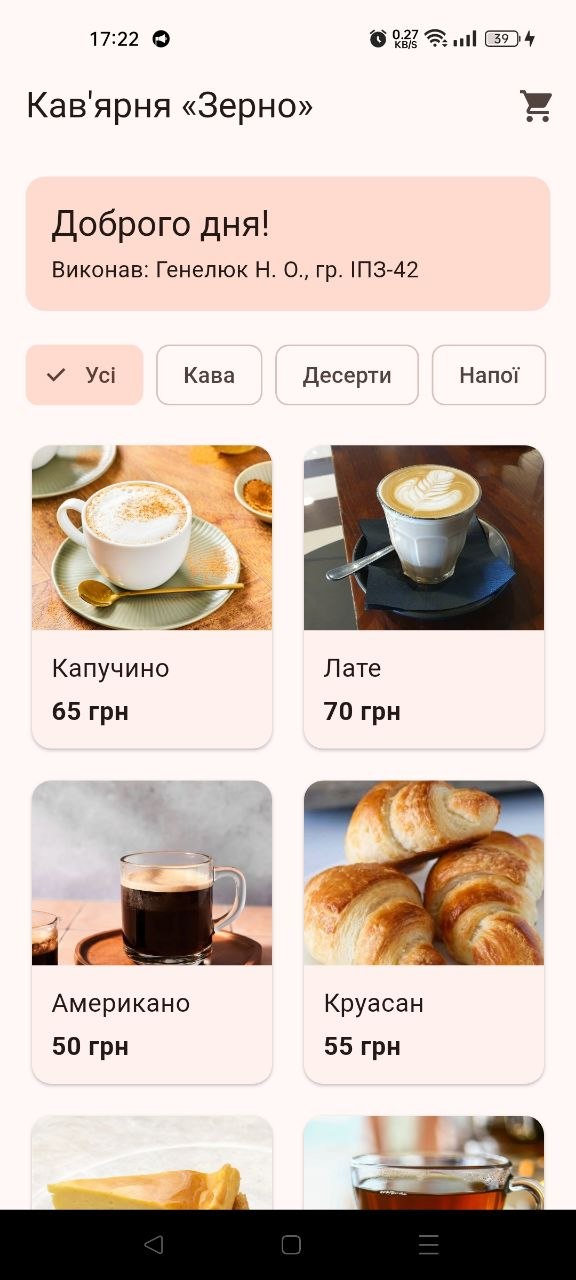 17:22
0.27
KB/S
39
Кав'ярня «Зерно»
Доброго дня!
Виконав: Генелюк Н. О., гр. ІПЗ-42
Усі
Кава
Десерти
Напої
Капучино
65 грн
Лате
70 грн
Американо
50 грн
Круасан
55 грн